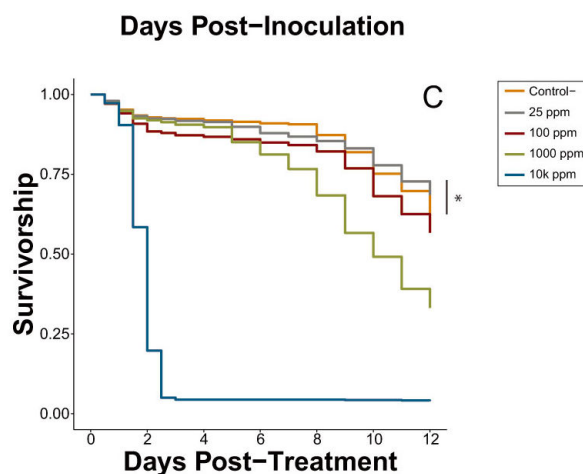 Days Post-Inoculation
C
Control-
25 ppm
100 ppm
1000 ppm
10k ppm
1.00
0.75
0.50
0.25
0.00
*
Survivorship
0 2 4 6 8 10 12
Days Post-Treatment